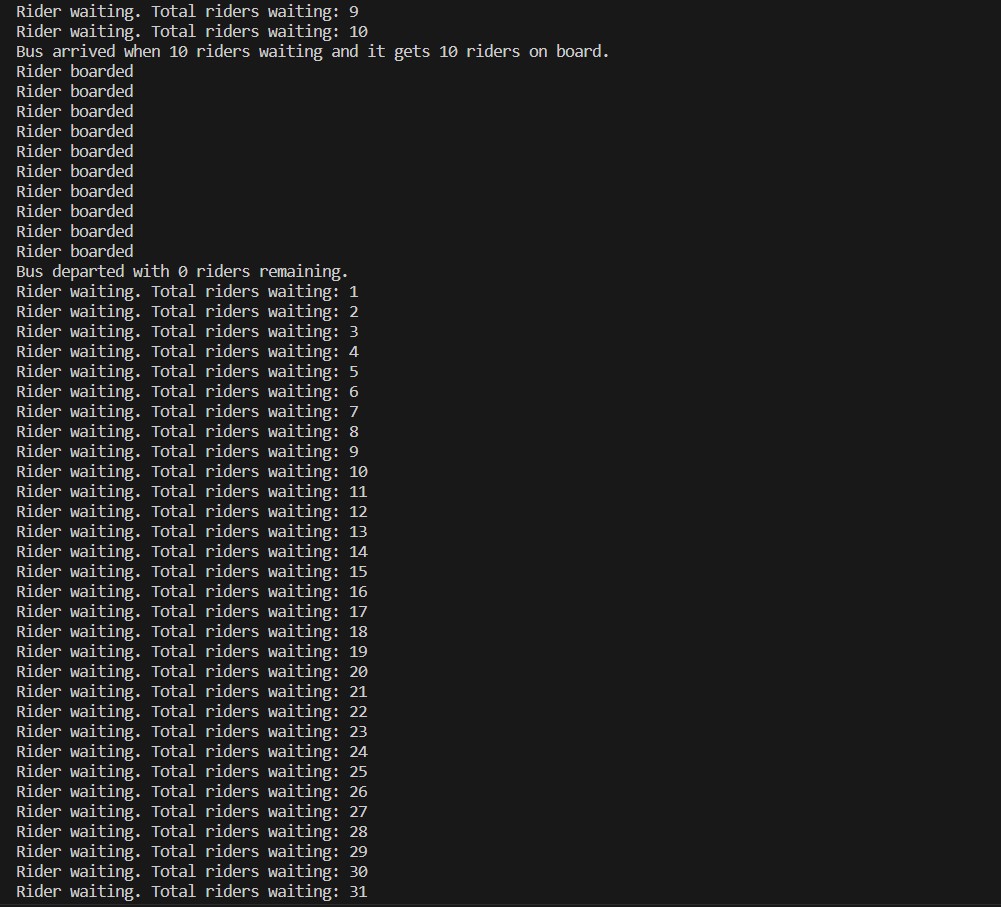 Rider waiting. Total riders waiting: 9
Rider waiting. Total riders waiting: 10
Bus arrived when 10 riders waiting and it gets 10 riders on board.
Rider boarded
Rider boarded
Rider boarded
Rider boarded
Rider boarded
Rider boarded
Rider boarded
Rider boarded
Rider boarded
Rider boarded
Bus departed with 0 riders remaining.
Rider waiting. Total riders waiting: 1
Rider waiting. Total riders waiting: 2
Rider waiting. Total riders waiting: 3
Rider waiting. Total riders waiting: 4
Rider waiting. Total riders waiting: 5
Rider waiting. Total riders waiting: 6
Rider waiting. Total riders waiting: 7
Rider waiting. Total riders waiting: 8
Rider waiting. Total riders waiting: 9
Rider waiting. Total riders waiting: 10
Rider waiting. Total riders waiting: 11
Rider waiting. Total riders waiting: 12
Rider waiting. Total riders waiting: 13
Rider waiting. Total riders waiting: 14
Rider waiting. Total riders waiting: 15
Rider waiting. Total riders waiting: 16
Rider waiting. Total riders waiting: 17
Rider waiting. Total riders waiting: 18
Rider waiting. Total riders waiting: 19
Rider waiting. Total riders waiting: 20
Rider waiting. Total riders waiting: 21
Rider waiting. Total riders waiting: 22
Rider waiting. Total riders waiting: 23
Rider waiting. Total riders waiting: 24
Rider waiting. Total riders waiting: 25
Rider waiting. Total riders waiting: 26
Rider waiting. Total riders waiting: 27
Rider waiting. Total riders waiting: 28
Rider waiting. Total riders waiting: 29
Rider waiting. Total riders waiting: 30
Rider waiting. Total riders waiting: 31